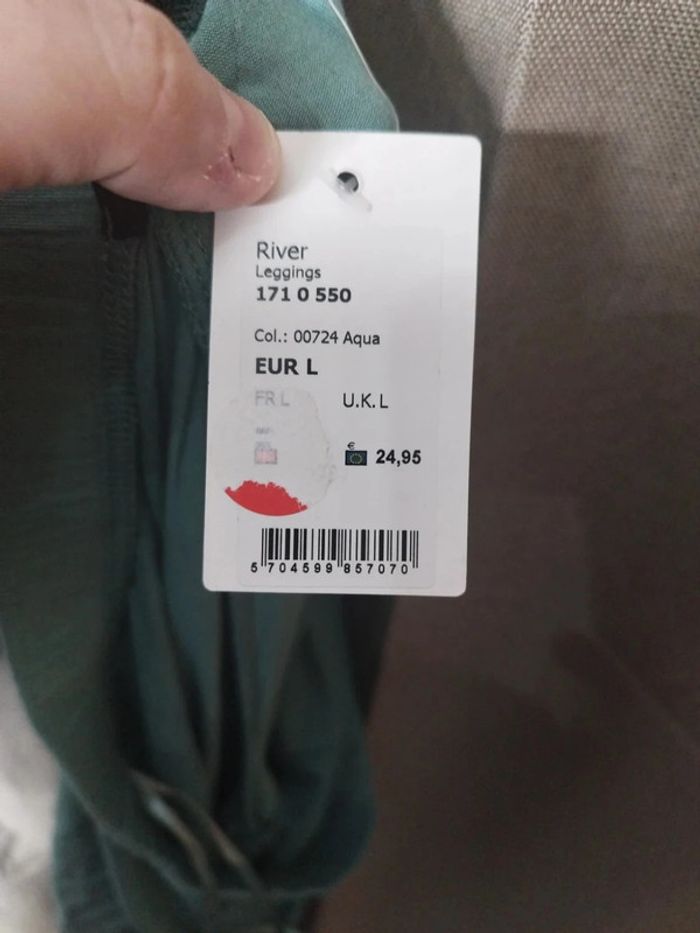 River
Leggings
171 0 550
Col.: 00724 Aqua
EUR L
FR L U.K. L
€ 24,95
5 704599 857070